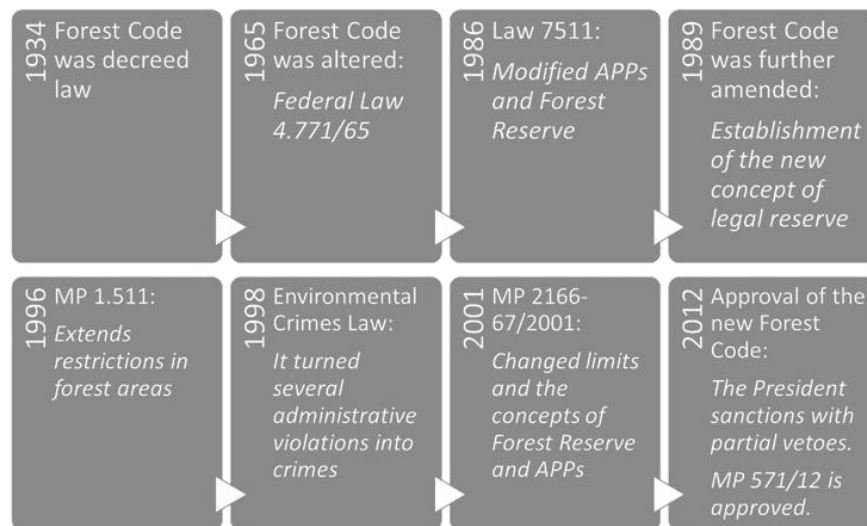 1934
Forest Code
was decreed
law
1965
Forest Code
was altered:
Federal Law
4.771/65
1986
Law 7511:
Modified APPs
and Forest
Reserve
1989
Forest Code
was further
amended:
Establishment
of the new
concept of
legal reserve
1996
MP 1.511:
Extends
restrictions in
forest areas
1998
Environmental
Crimes Law:
It turned
several
administrative
violations into
crimes
2001
MP 2166-
67/2001:
Changed limits
and the
concepts of
Forest Reserve
and APPs
2012
Approval of the
new Forest
Code:
The President
sanctions with
partial vetoes.
MP 571/12 is
approved.